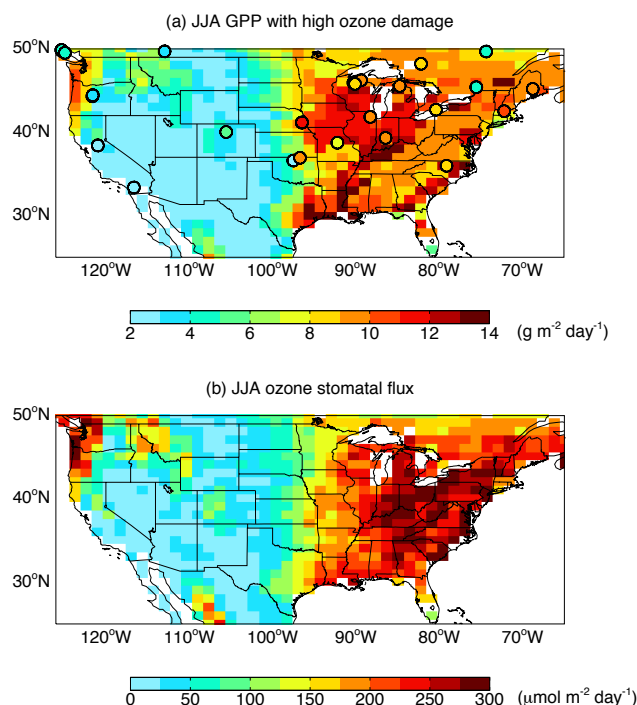 (a) JJA GPP with high ozone damage
50°N
40°N
30°N
120°W 110°W 100°W 90°W 80°W 70°W
2 4 6 8 10 12 14 (g m⁻² day⁻¹)
(b) JJA ozone stomatal flux
50°N
40°N
30°N
120°W 110°W 100°W 90°W 80°W 70°W
0 50 100 150 200 250 300 (μmol m⁻² day⁻¹)